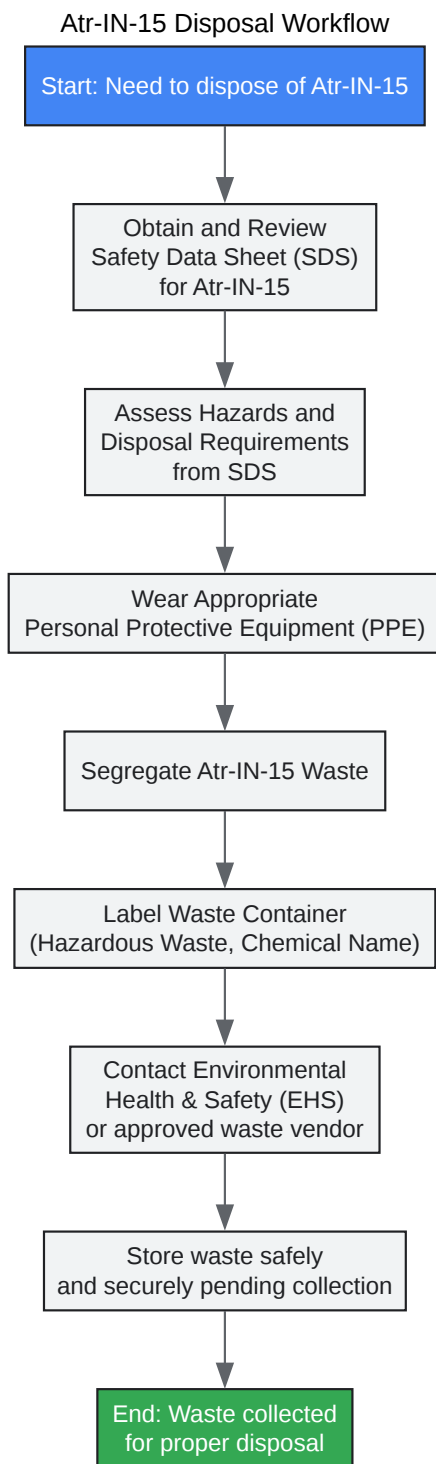 Atr-IN-15 Disposal Workflow
Start: Need to dispose of Atr-IN-15
Obtain and Review
Safety Data Sheet (SDS)
for Atr-IN-15
Assess Hazards and
Disposal Requirements
from SDS
Wear Appropriate
Personal Protective Equipment (PPE)
Segregate Atr-IN-15 Waste
Label Waste Container
(Hazardous Waste, Chemical Name)
Contact Environmental
Health & Safety (EHS)
or approved waste vendor
Store waste safely
and securely pending collection
End: Waste collected
for proper disposal